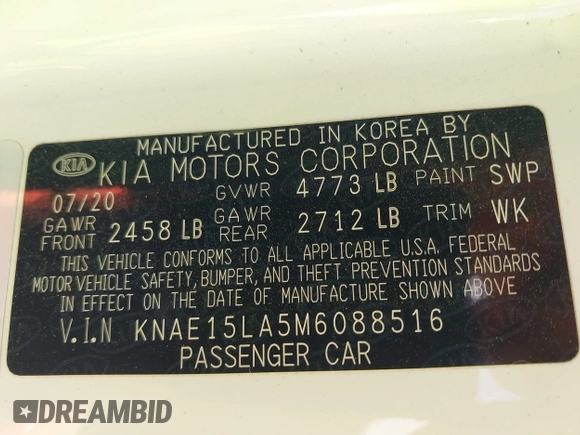 MANUFACTURED IN KOREA BY
KIA KIA MOTORS CORPORATION
07/20 GVWR 4773 LB PAINT SWP
GAWR FRONT 2458 LB GAWR REAR 2712 LB TRIM WK
THIS VEHICLE CONFORMS TO ALL APPLICABLE U.S.A. FEDERAL
MOTOR VEHICLE SAFETY, BUMPER, AND THEFT PREVENTION STANDARDS
IN EFFECT ON THE DATE OF MANUFACTURE SHOWN ABOVE
V.I.N KNAE15LA5M6088516
PASSENGER CAR
DREAMBID